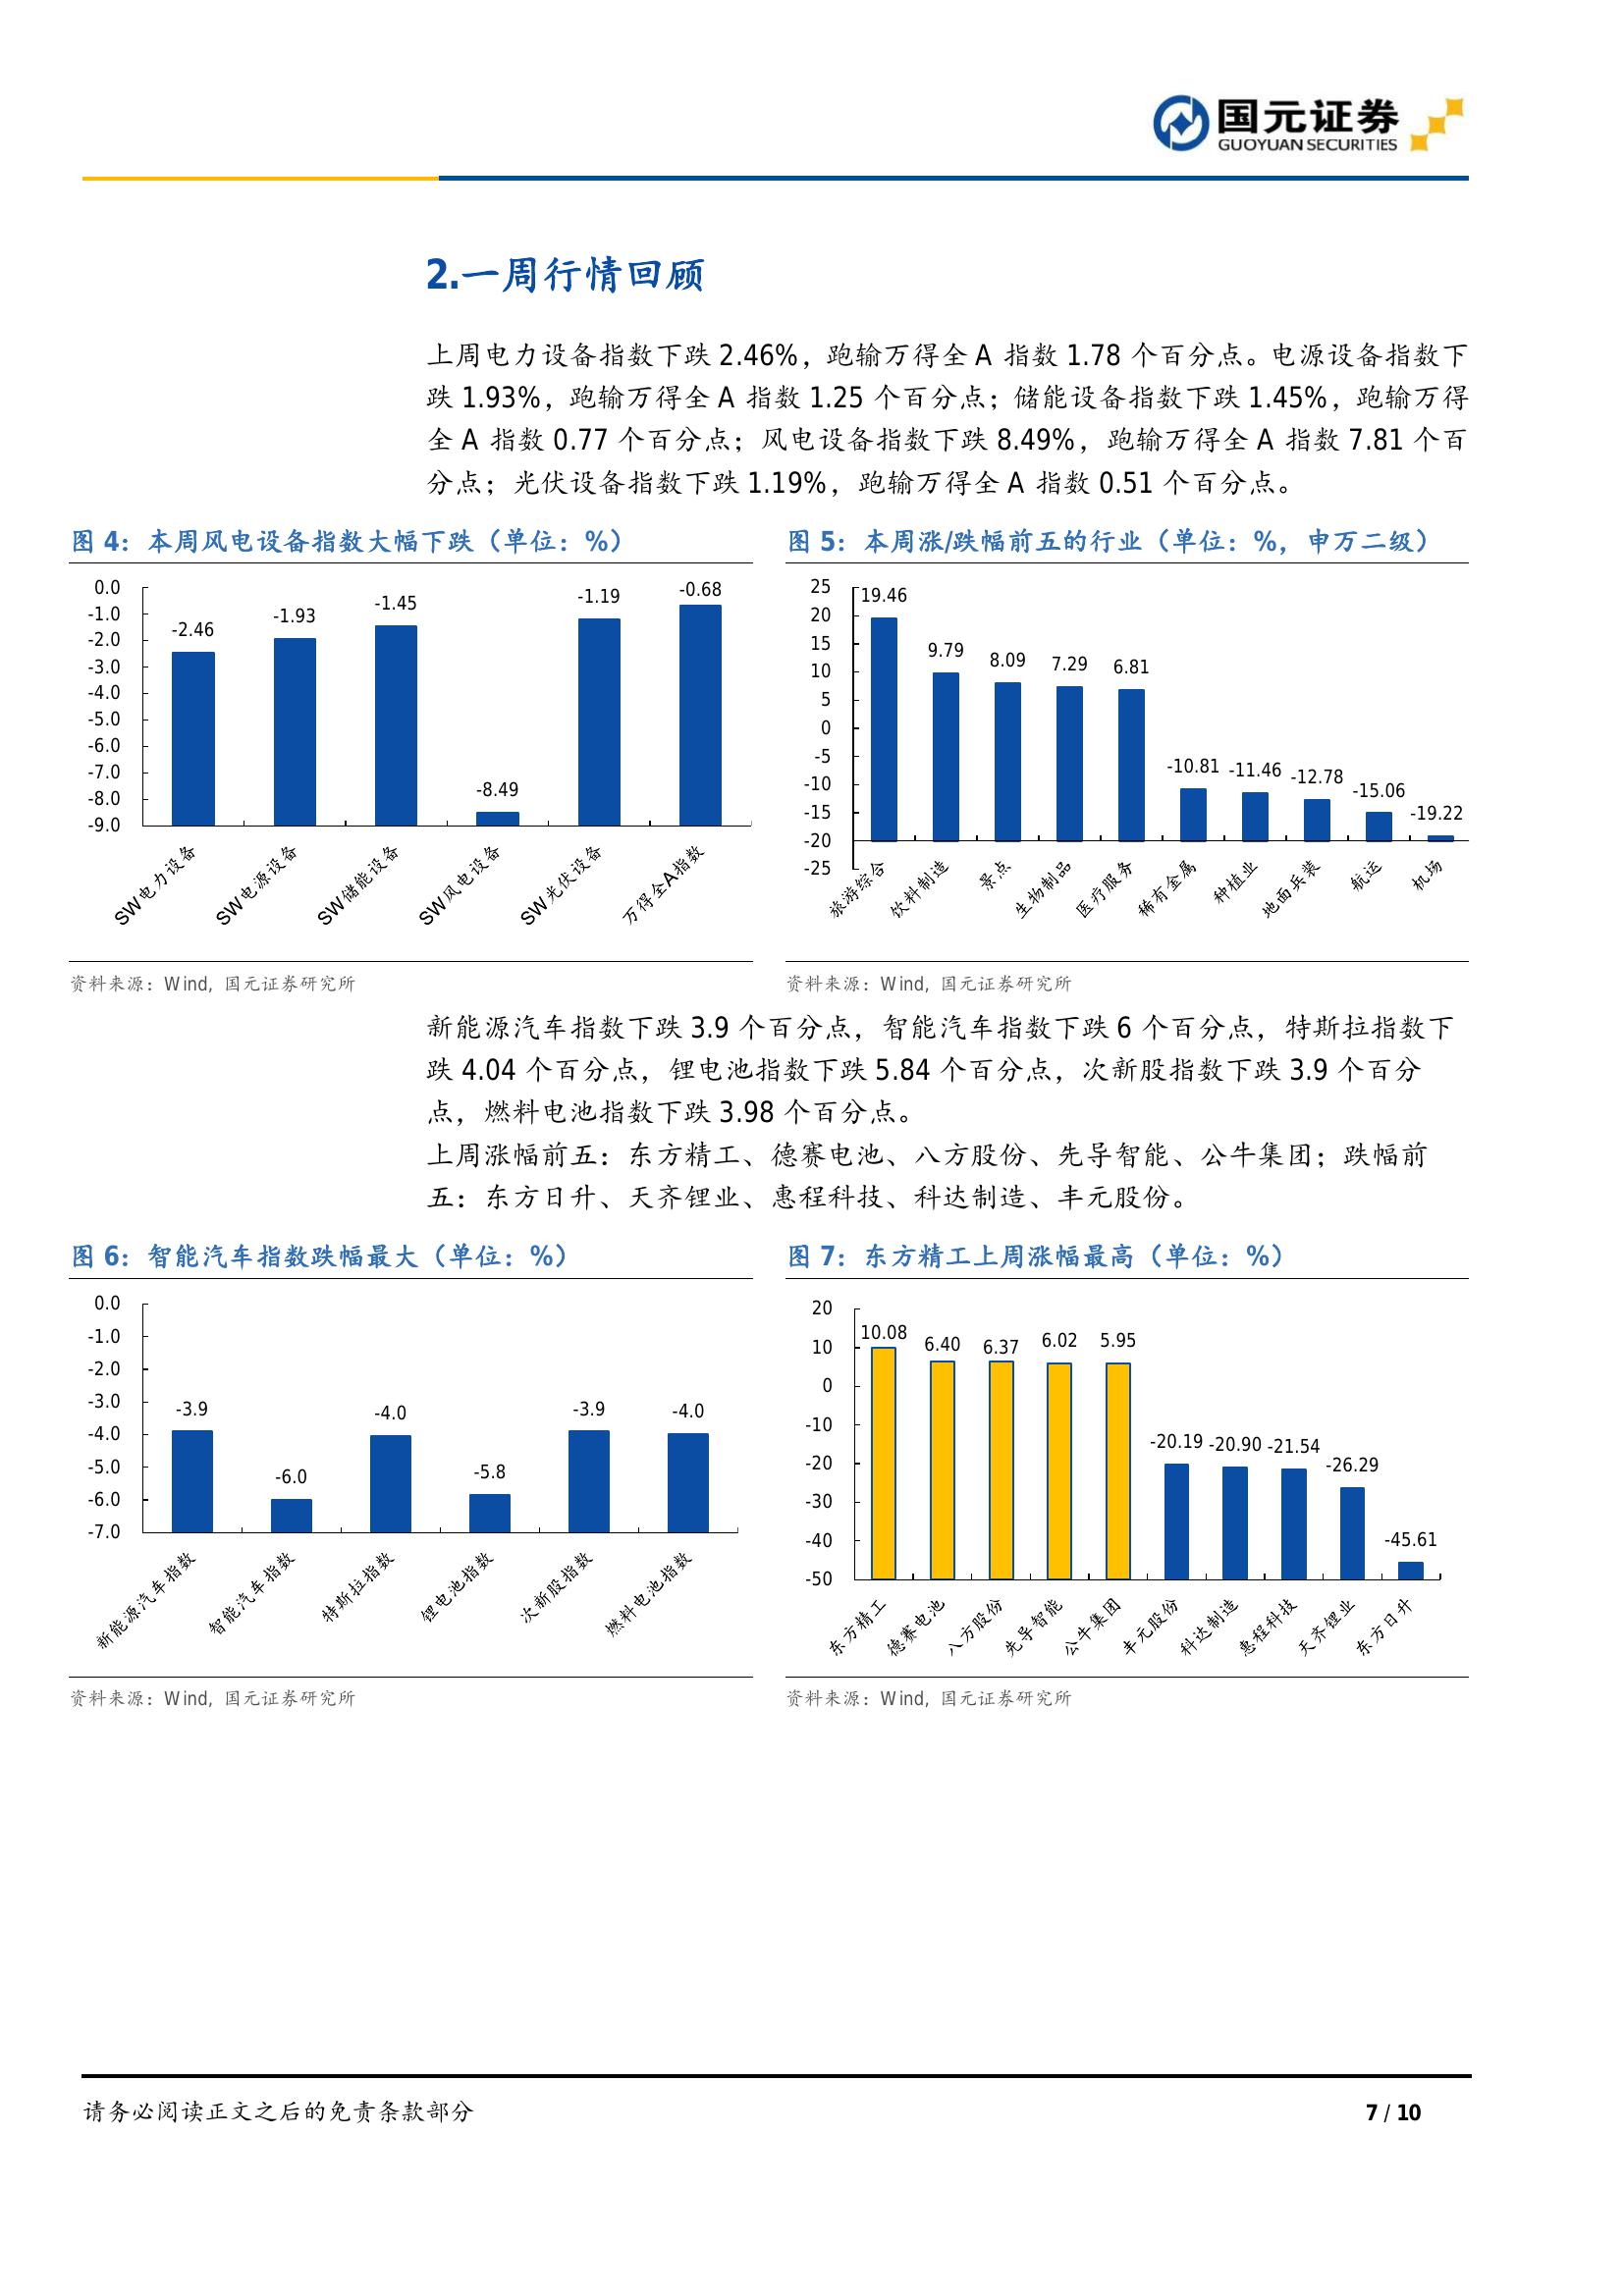 国元证券
GUOYUAN SECURITIES
2.一周行情回顾
上周电力设备指数下跌 2.46%，跑输万得全 A 指数 1.78 个百分点。电源设备指数下
跌 1.93%，跑输万得全 A 指数 1.25 个百分点；储能设备指数下跌 1.45%，跑输万得
全 A 指数 0.77 个百分点；风电设备指数下跌 8.49%，跑输万得全 A 指数 7.81 个百
分点；光伏设备指数下跌 1.19%，跑输万得全 A 指数 0.51 个百分点。
图 4：本周风电设备指数大幅下跌（单位：%）
0.0
-1.0
-2.0
-3.0
-4.0
-5.0
-6.0
-7.0
-8.0
-9.0
-2.46
-1.93
-1.45
-8.49
-1.19
-0.68
SW电力设备
SW电源设备
SW储能设备
SW风电设备
SW光伏设备
万得全A指数
资料来源：Wind，国元证券研究所
图 5：本周涨/跌幅前五的行业（单位：%，申万二级）
25
20
15
10
5
0
-5
-10
-15
-20
-25
19.46
9.79
8.09
7.29
6.81
-10.81
-11.46
-12.78
-15.06
-19.22
旅游综合
饮料制造
景点
生物制品
医疗服务
稀有金属
种植业
地面兵装
航运
机场
资料来源：Wind，国元证券研究所
新能源汽车指数下跌 3.9 个百分点，智能汽车指数下跌 6 个百分点，特斯拉指数下
跌 4.04 个百分点，锂电池指数下跌 5.84 个百分点，次新股指数下跌 3.9 个百分
点，燃料电池指数下跌 3.98 个百分点。
上周涨幅前五：东方精工、德赛电池、八方股份、先导智能、公牛集团；跌幅前
五：东方日升、天齐锂业、惠程科技、科达制造、丰元股份。
图 6：智能汽车指数跌幅最大（单位：%）
0.0
-1.0
-2.0
-3.0
-4.0
-5.0
-6.0
-7.0
-3.9
-6.0
-4.0
-5.8
-3.9
-4.0
新能源汽车指数
智能汽车指数
特斯拉指数
锂电池指数
次新股指数
燃料电池指数
资料来源：Wind，国元证券研究所
图 7：东方精工上周涨幅最高（单位：%）
20
10
0
-10
-20
-30
-40
-50
10.08
6.40
6.37
6.02
5.95
-20.19
-20.90
-21.54
-26.29
-45.61
东方精工
德赛电池
八方股份
先导智能
公牛集团
丰元股份
科达制造
惠程科技
天齐锂业
东方日升
资料来源：Wind，国元证券研究所
请务必阅读正文之后的免责条款部分
7 / 10